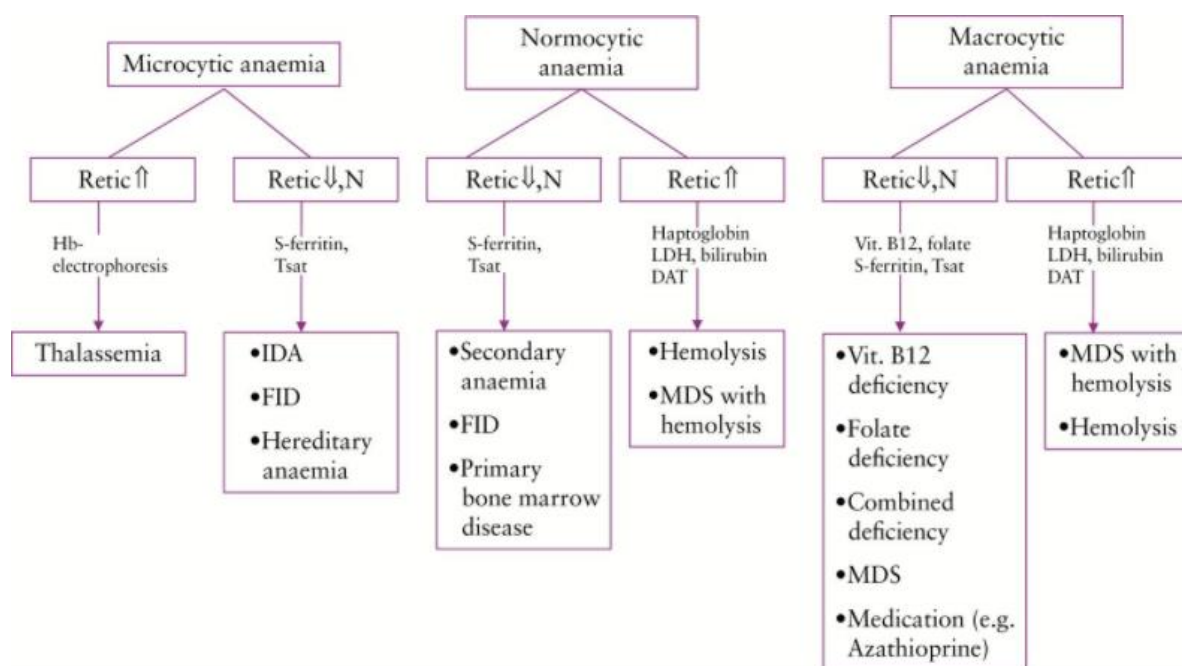 Microcytic anaemia
Normocytic
anaemia
Macrocytic
anaemia
Retic⇑
Retic⇓,N
Retic⇓,N
Retic⇑
Retic⇓,N
Retic⇑
Hb-
electrophoresis
S-ferritin,
Tsat
S-ferritin,
Tsat
Haptoglobin
LDH, bilirubin
DAT
Vit. B12, folate
S-ferritin, Tsat
Haptoglobin
LDH, bilirubin
DAT
Thalassemia
•IDA
•FID
•Hereditary
anaemia
•Secondary
anaemia
•FID
•Primary
bone marrow
disease
•Hemolysis
•MDS with
hemolysis
•Vit. B12
deficiency
•Folate
deficiency
•Combined
deficiency
•MDS
•Medication (e.g.
Azathioprine)
•MDS with
hemolysis
•Hemolysis